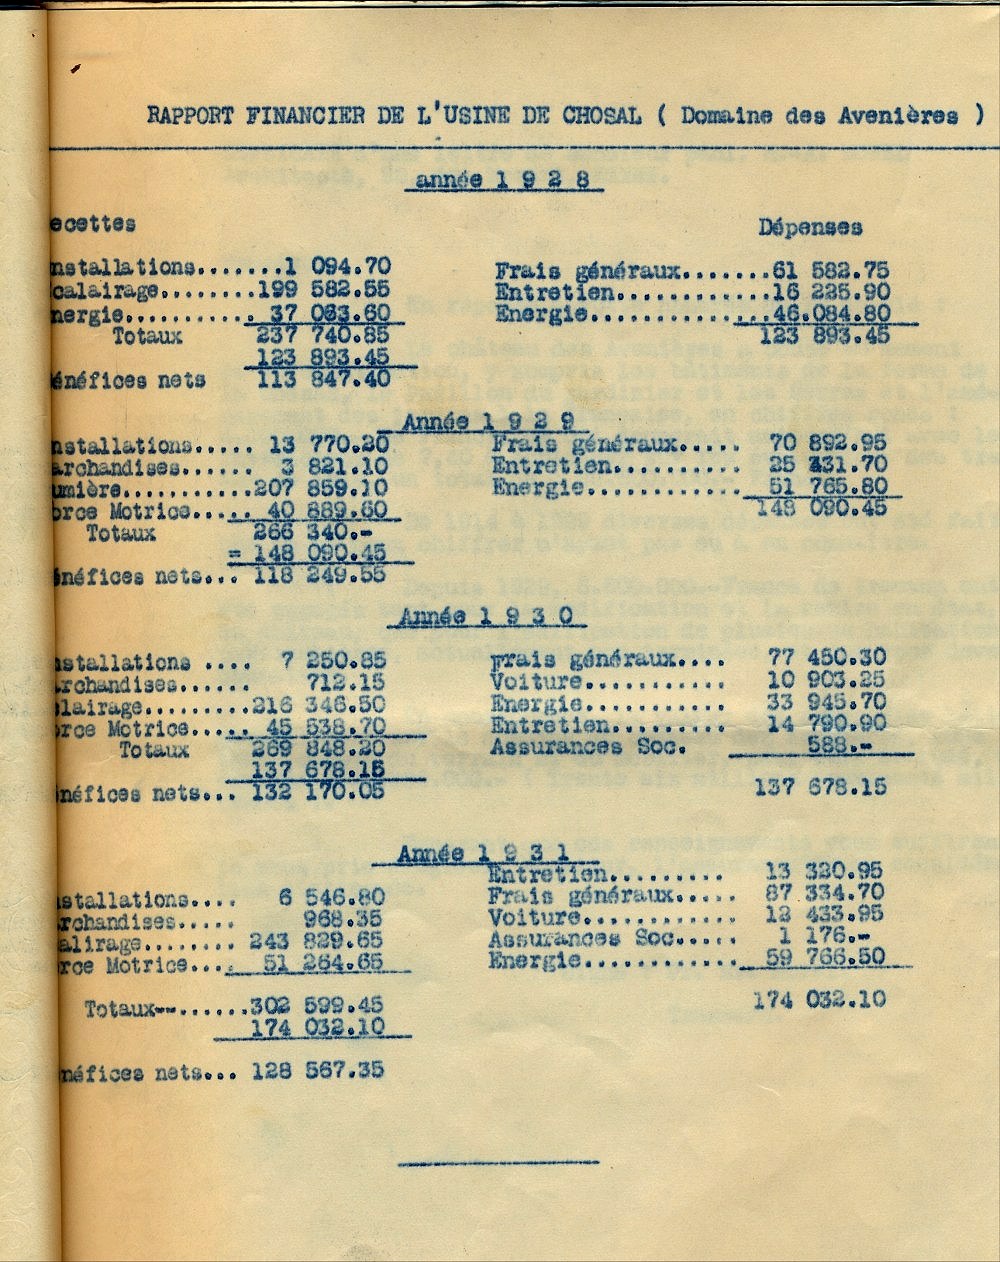 RAPPORT FINANCIER DE L'USINE DE CHOSAL ( Domaine des Avenières )
année 1 9 2 8
ecettes Dépenses
nstallations.......1 094.70 Frais généraux.......61 582.75
calairage........199 582.55 Entretien............16 225.90
nergie........... 37 063.60 Energie..............46.084.80
Totaux 237 740.85 123 893.45
123 893.45
énéfices nets 113 847.40
Année 1 9 2 9
nstallations..... 13 770.20 Frais généraux.... 70 892.95
archandises...... 3 821.10 Entretien......... 25 431.70
umière..........207 859.10 Energie........... 51 765.80
orce Motrice..... 40 889.60 148 090.45
Totaux 266 340.-
= 148 090.45
énéfices nets... 118 249.55
Année 1 9 3 0
stallations .... 7 250.85 Frais généraux.... 77 450.30
rchandises...... 712.15 Voiture........... 10 903.25
lairage.........216 346.50 Energie........... 33 945.70
rce Motrice..... 45 538.70 Entretien......... 14 790.90
Totaux 269 848.20 Assurances Soc. 588.-
137 678.15
néfices nets... 132 170.05 137 678.15
Année 1 9 3 1
Entretien......... 13 320.95
stallations.... 6 546.80 Frais généraux..... 87 334.70
rchandises..... 968.35 Voiture............ 12 433.95
alirage........ 243 829.65 Assurances Soc..... 1 176.-
rce Motrice.... 51 264.65 Energie............ 59 766.50
Totaux--.......302 599.45 174 032.10
174 032.10
néfices nets... 128 567.35